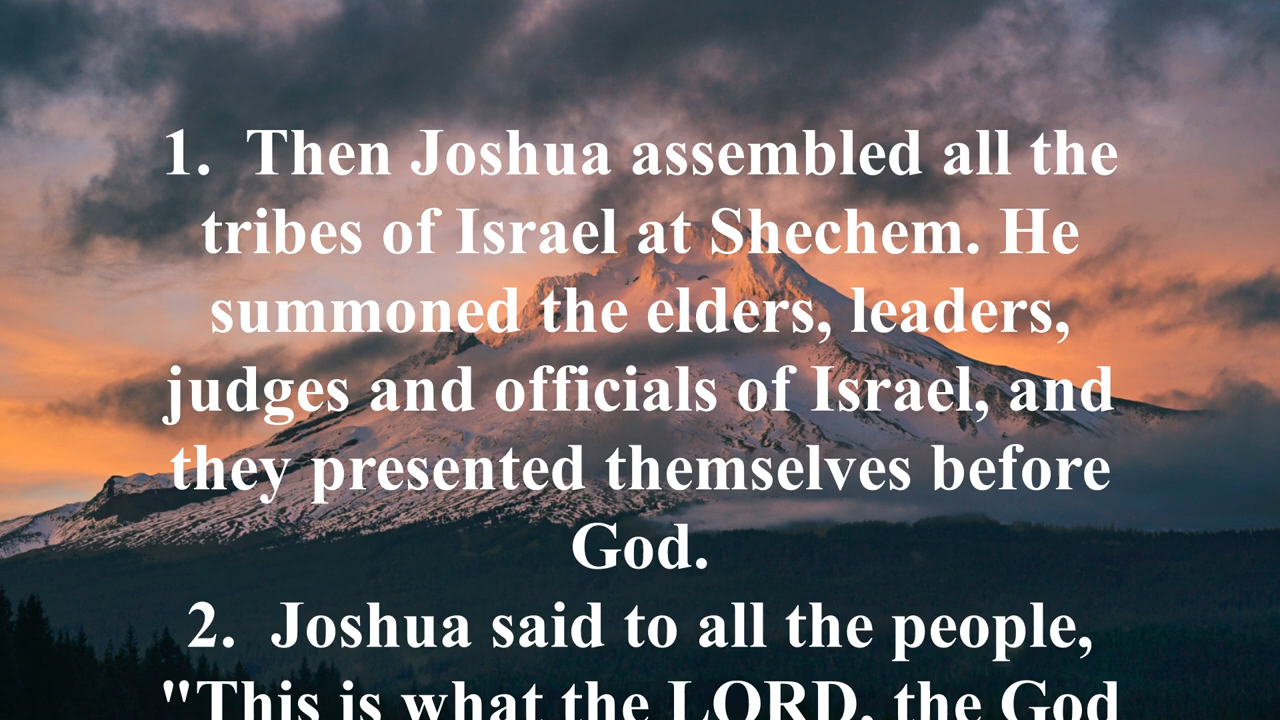 1.  Then Joshua assembled all the
tribes of Israel at Shechem. He
summoned the elders, leaders,
judges and officials of Israel, and
they presented themselves before
God.
2.  Joshua said to all the people,
"This is what the LORD, the God